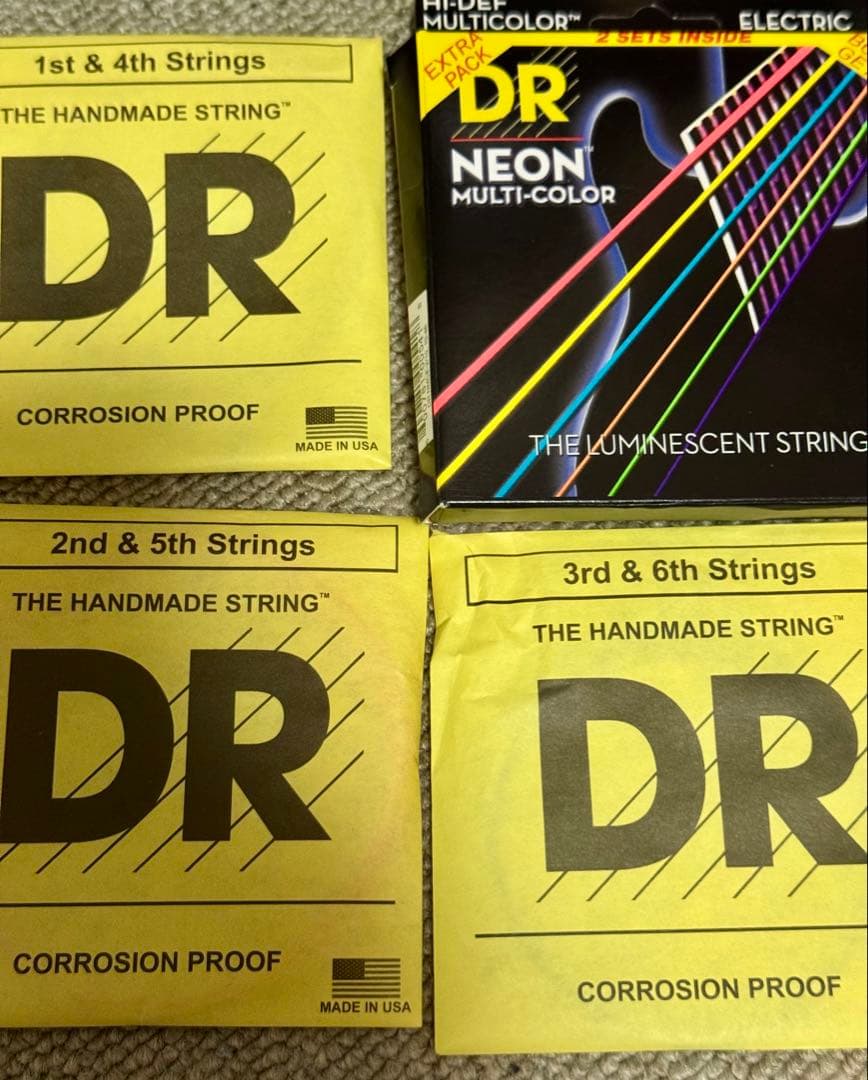 1st & 4th Strings
THE HANDMADE STRING™
DR
CORROSION PROOF
MADE IN USA
HI-DEF
MULTICOLOR™
ELECTRIC
2 SETS INSIDE
EXTRA
PACK
DR
NEON™
MULTI-COLOR
THE LUMINESCENT STRING
2nd & 5th Strings
THE HANDMADE STRING™
DR
CORROSION PROOF
MADE IN USA
3rd & 6th Strings
THE HANDMADE STRING™
DR
CORROSION PROOF